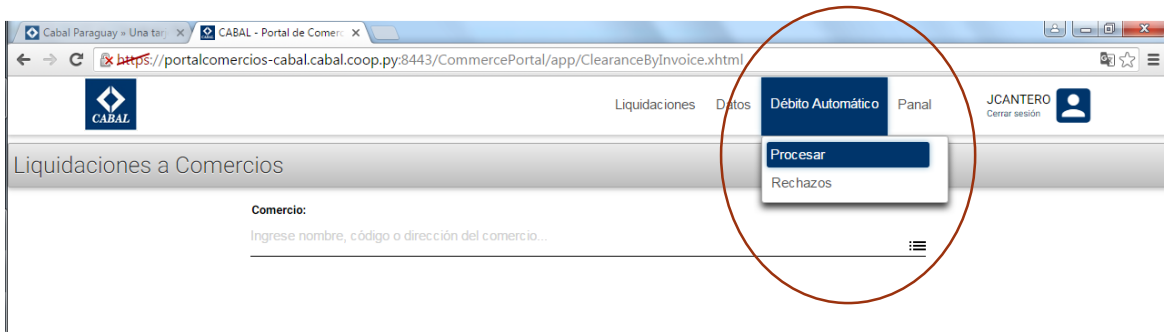 Cabal Paraguay » Una tarj
CABAL - Portal de Comerc
https://portalcomercios-cabal.cabal.coop.py:8443/CommercePortal/app/ClearanceByInvoice.xhtml
CABAL
Liquidaciones Datos Débito Automático Panal
JCANTERO
Cerrar sesión
Procesar
Rechazos
Liquidaciones a Comercios
Comercio:
Ingrese nombre, código o dirección del comercio...